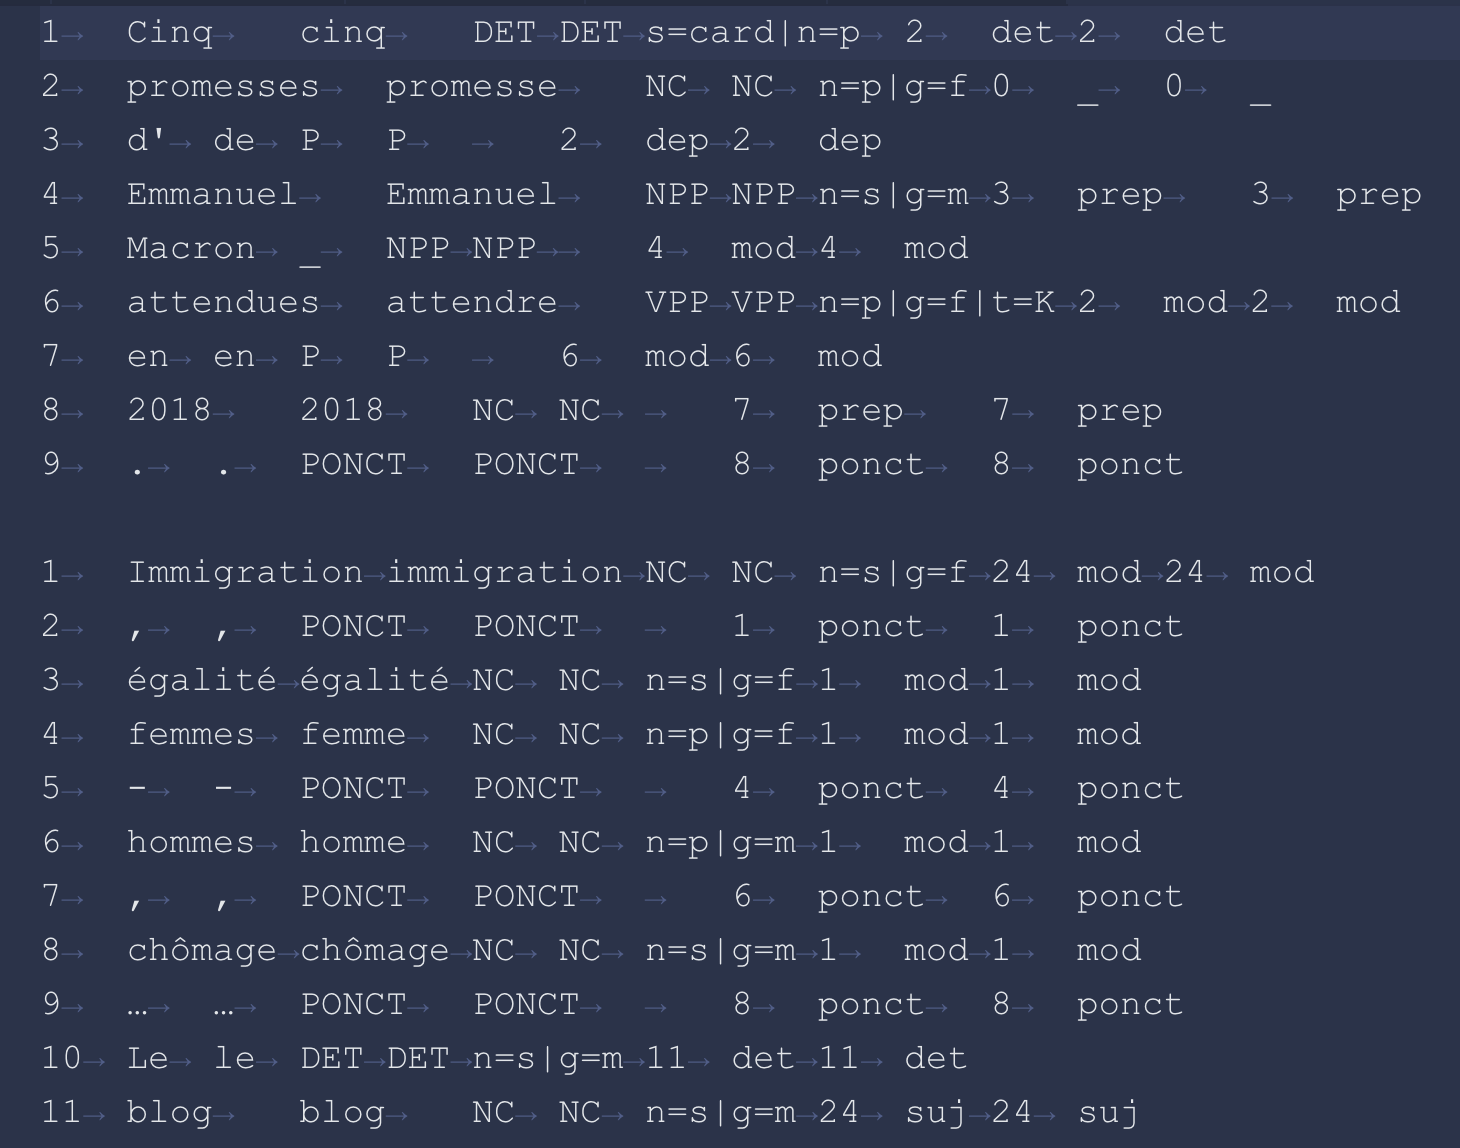 1→ Cinq→ cinq→ DET→DET→s=card|n=p→ 2→ det→2→ det
2→ promesses→ promesse→ NC→ NC→ n=p|g=f→0→ _→ 0→ _
3→ d'→ de→ P→ P→ → 2→ dep→2→ dep
4→ Emmanuel→ Emmanuel→ NPP→NPP→n=s|g=m→3→ prep→ 3→ prep
5→ Macron→ _→ NPP→NPP→→ 4→ mod→4→ mod
6→ attendues→ attendre→ VPP→VPP→n=p|g=f|t=K→2→ mod→2→ mod
7→ en→ en→ P→ P→ → 6→ mod→6→ mod
8→ 2018→ 2018→ NC→ NC→ → 7→ prep→ 7→ prep
9→ .→ .→ PONCT→ PONCT→ → 8→ ponct→ 8→ ponct

1→ Immigration→immigration→NC→ NC→ n=s|g=f→24→ mod→24→ mod
2→ ,→ ,→ PONCT→ PONCT→ → 1→ ponct→ 1→ ponct
3→ égalité→égalité→NC→ NC→ n=s|g=f→1→ mod→1→ mod
4→ femmes→ femme→ NC→ NC→ n=p|g=f→1→ mod→1→ mod
5→ -→ -→ PONCT→ PONCT→ → 4→ ponct→ 4→ ponct
6→ hommes→ homme→ NC→ NC→ n=p|g=m→1→ mod→1→ mod
7→ ,→ ,→ PONCT→ PONCT→ → 6→ ponct→ 6→ ponct
8→ chômage→chômage→NC→ NC→ n=s|g=m→1→ mod→1→ mod
9→ …→ …→ PONCT→ PONCT→ → 8→ ponct→ 8→ ponct
10→ Le→ le→ DET→DET→n=s|g=m→11→ det→11→ det
11→ blog→ blog→ NC→ NC→ n=s|g=m→24→ suj→24→ suj